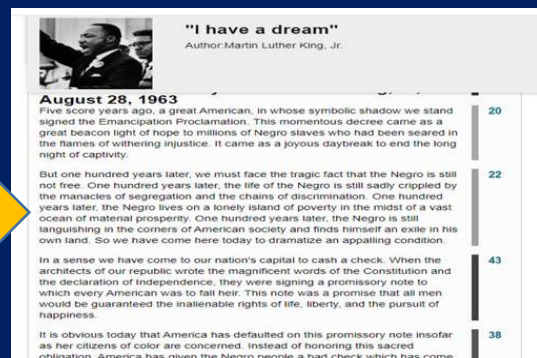 "I have a dream"
Author:Martin Luther King, Jr.
August 28, 1963
Five score years ago, a great American, in whose symbolic shadow we stand
signed the Emancipation Proclamation. This momentous decree came as a
great beacon light of hope to millions of Negro slaves who had been seared in
the flames of withering injustice. It came as a joyous daybreak to end the long
night of captivity.
20
But one hundred years later, we must face the tragic fact that the Negro is still
not free. One hundred years later, the life of the Negro is still sadly crippled by
the manacles of segregation and the chains of discrimination. One hundred
years later, the Negro lives on a lonely island of poverty in the midst of a vast
ocean of material prosperity. One hundred years later, the Negro is still
languishing in the corners of American society and finds himself an exile in his
own land. So we have come here today to dramatize an appalling condition.
22
In a sense we have come to our nation's capital to cash a check. When the
architects of our republic wrote the magnificent words of the Constitution and
the declaration of Independence, they were signing a promissory note to
which every American was to fall heir. This note was a promise that all men
would be guaranteed the inalienable rights of life, liberty, and the pursuit of
happiness.
43
It is obvious today that America has defaulted on this promissory note insofar
as her citizens of color are concerned. Instead of honoring this sacred
obligation, America has given the Negro people a bad check which has come
38